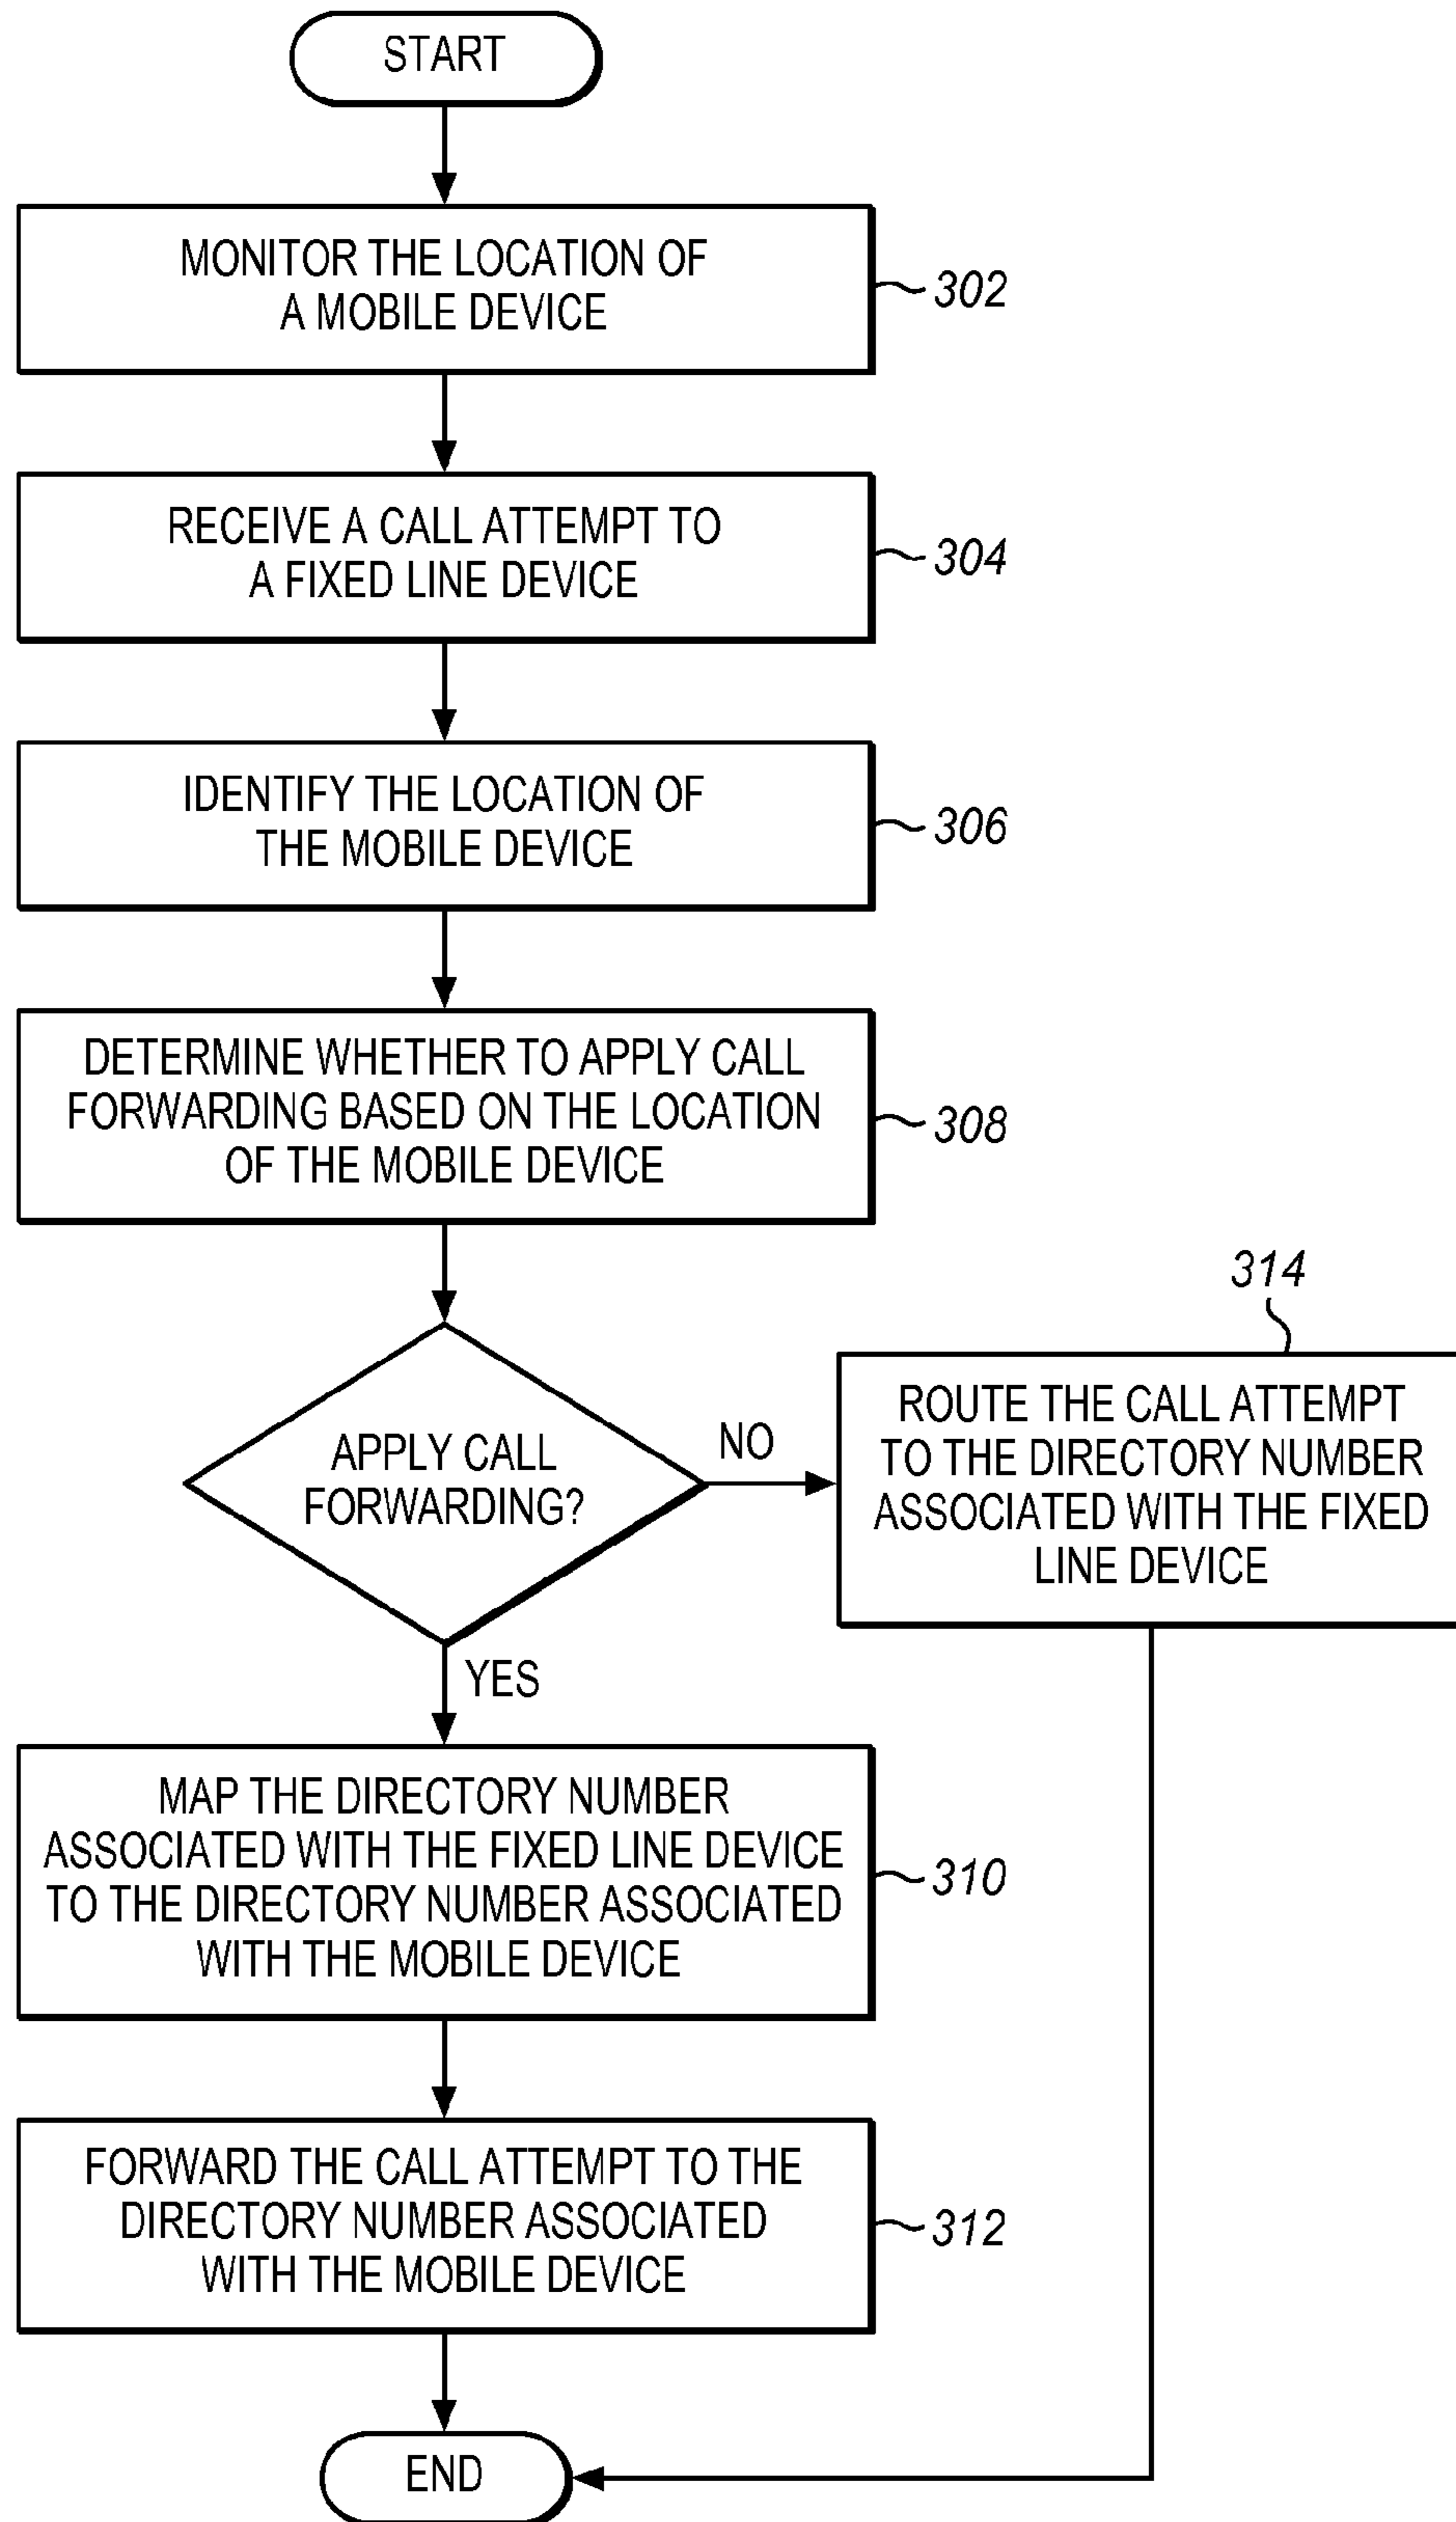 START
MONITOR THE LOCATION OF
A MOBILE DEVICE
302
RECEIVE A CALL ATTEMPT TO
A FIXED LINE DEVICE
304
IDENTIFY THE LOCATION OF
THE MOBILE DEVICE
306
DETERMINE WHETHER TO APPLY CALL
FORWARDING BASED ON THE LOCATION
OF THE MOBILE DEVICE
308
APPLY CALL
FORWARDING?
NO
314
ROUTE THE CALL ATTEMPT
TO THE DIRECTORY NUMBER
ASSOCIATED WITH THE FIXED
LINE DEVICE
YES
MAP THE DIRECTORY NUMBER
ASSOCIATED WITH THE FIXED LINE DEVICE
TO THE DIRECTORY NUMBER ASSOCIATED
WITH THE MOBILE DEVICE
310
FORWARD THE CALL ATTEMPT TO THE
DIRECTORY NUMBER ASSOCIATED
WITH THE MOBILE DEVICE
312
END